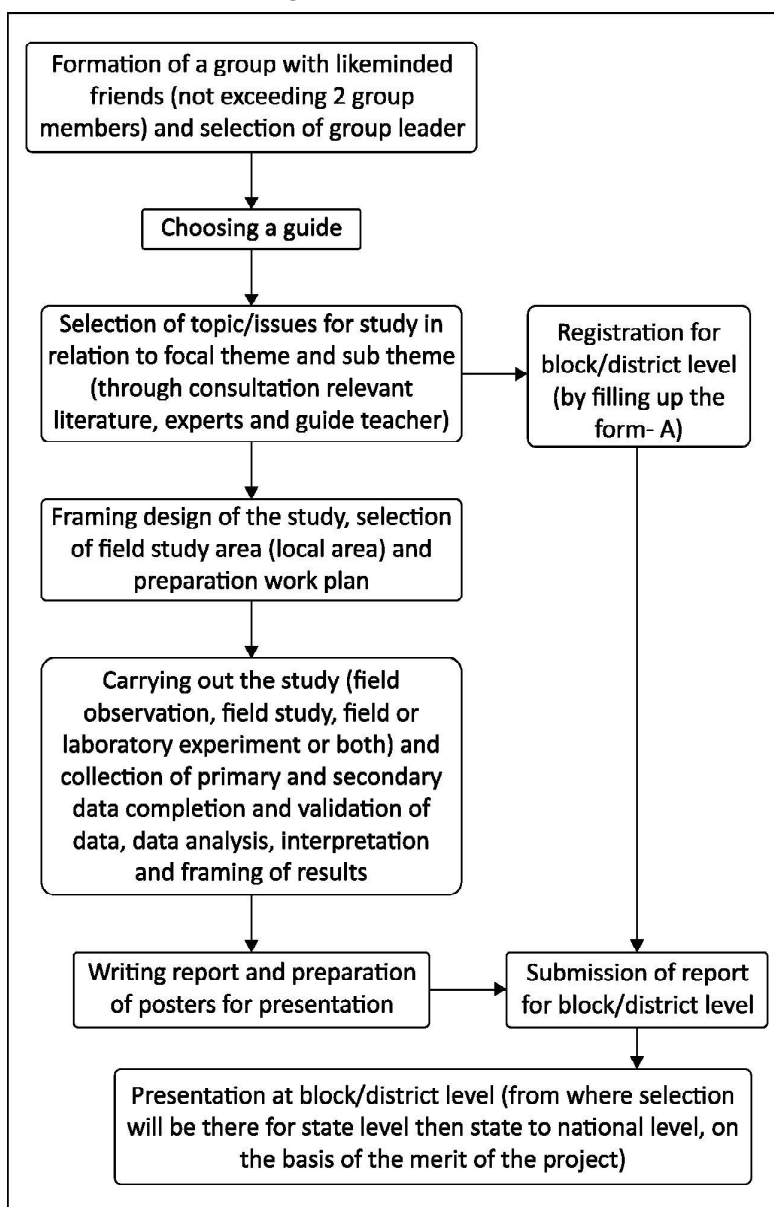 Formation of a group with likeminded
friends (not exceeding 2 group
members) and selection of group leader
Choosing a guide
Selection of topic/issues for study in
relation to focal theme and sub theme
(through consultation relevant
literature, experts and guide teacher)
Registration for
block/district level
(by filling up the
form- A)
Framing design of the study, selection
of field study area (local area) and
preparation work plan
Carrying out the study (field
observation, field study, field or
laboratory experiment or both) and
collection of primary and secondary
data completion and validation of
data, data analysis, interpretation
and framing of results
Writing report and preparation
of posters for presentation
Submission of report
for block/district level
Presentation at block/district level (from where selection
will be there for state level then state to national level, on
the basis of the merit of the project)